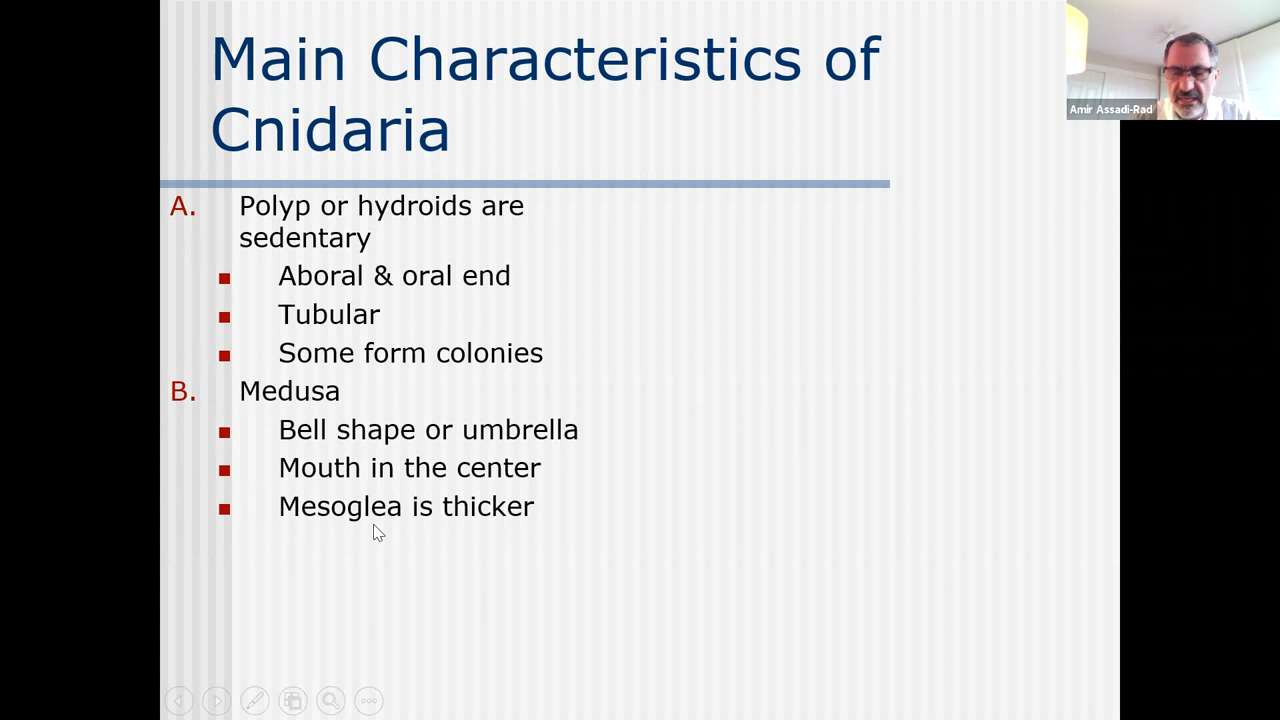 Main Characteristics of
Cnidaria
Amir Assadi-Rad
A. Polyp or hydroids are
sedentary
■ Aboral & oral end
■ Tubular
■ Some form colonies
B. Medusa
■ Bell shape or umbrella
■ Mouth in the center
■ Mesoglea is thicker